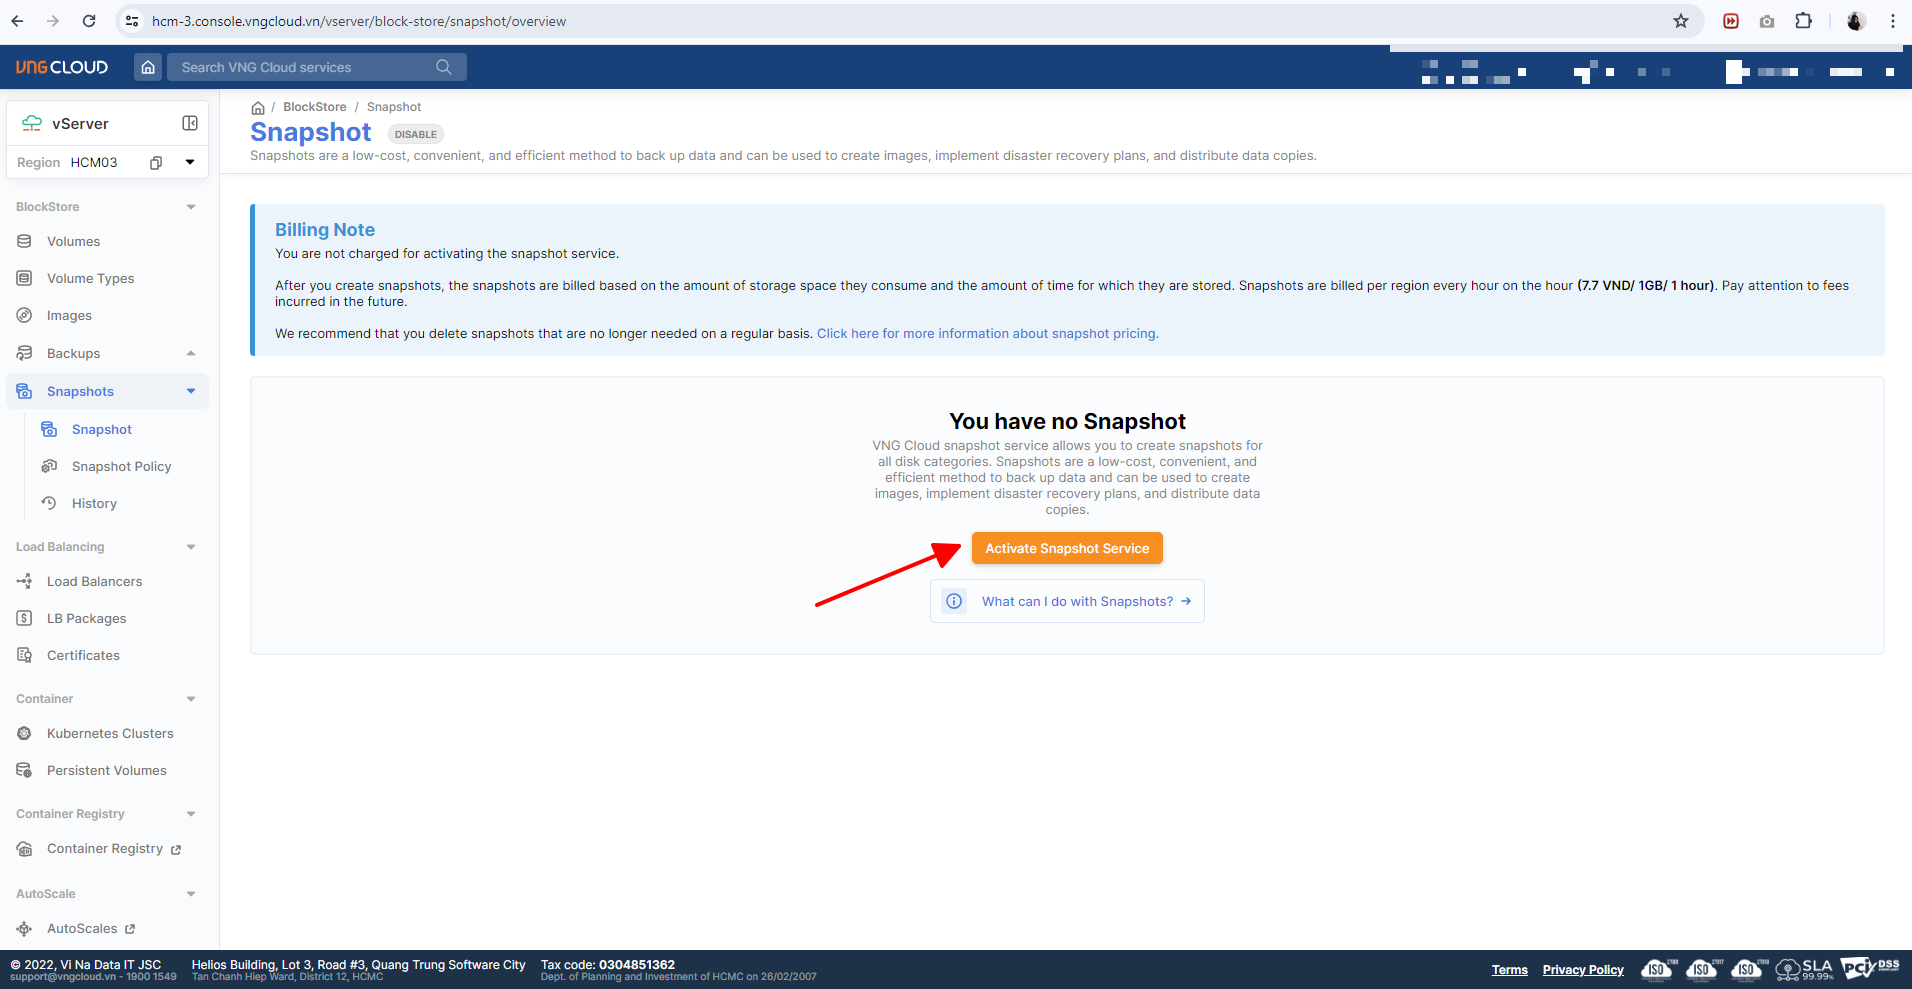 hcm-3.console.vngcloud.vn/vserver/block-store/snapshot/overview
VNG CLOUD
Search VNG Cloud services
vServer
Region HCM03
BlockStore
Volumes
Volume Types
Images
Backups
Snapshots
Snapshot
Snapshot Policy
History
Load Balancing
Load Balancers
LB Packages
Certificates
Container
Kubernetes Clusters
Persistent Volumes
Container Registry
Container Registry
AutoScale
AutoScales
/ BlockStore / Snapshot
Snapshot DISABLE
Snapshots are a low-cost, convenient, and efficient method to back up data and can be used to create images, implement disaster recovery plans, and distribute data copies.
Billing Note
You are not charged for activating the snapshot service.
After you create snapshots, the snapshots are billed based on the amount of storage space they consume and the amount of time for which they are stored. Snapshots are billed per region every hour on the hour (7.7 VND/ 1GB/ 1 hour). Pay attention to fees
incurred in the future.
We recommend that you delete snapshots that are no longer needed on a regular basis. Click here for more information about snapshot pricing.
You have no Snapshot
VNG Cloud snapshot service allows you to create snapshots for
all disk categories. Snapshots are a low-cost, convenient, and
efficient method to back up data and can be used to create
images, implement disaster recovery plans, and distribute data
copies.
Activate Snapshot Service
What can I do with Snapshots? →
© 2022, Vi Na Data IT JSC
support@vngcloud.vn - 1900 1549
Helios Building, Lot 3, Road #3, Quang Trung Software City
Tan Chanh Hiep Ward, District 12, HCMC
Tax code: 0304851362
Dept. of Planning and Investment of HCMC on 26/02/2007
Terms
Privacy Policy
ISO
ISO
ISO
SLA
99.99%
PCI DSS